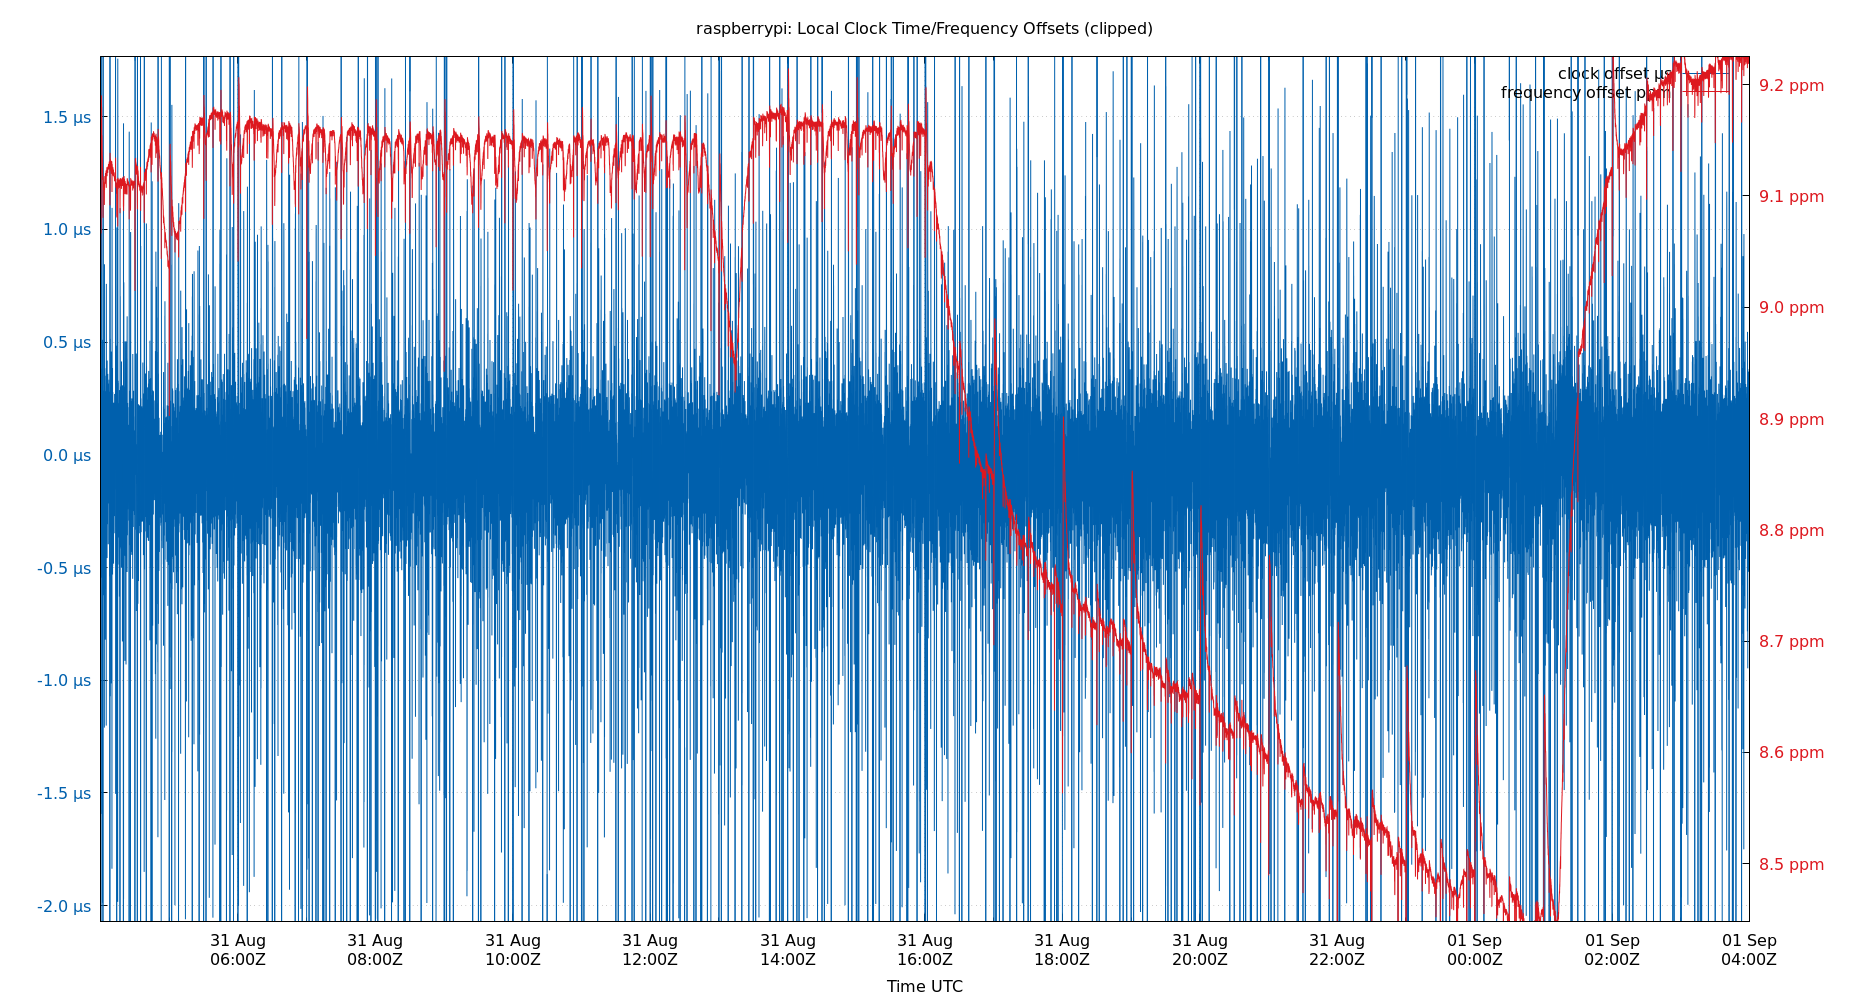 raspberrypi: Local Clock Time/Frequency Offsets (clipped)
clock offset µs
frequency offset ppm
1.5 µs
1.0 µs
0.5 µs
0.0 µs
-0.5 µs
-1.0 µs
-1.5 µs
-2.0 µs
9.2 ppm
9.1 ppm
9.0 ppm
8.9 ppm
8.8 ppm
8.7 ppm
8.6 ppm
8.5 ppm
31 Aug
06:00Z
31 Aug
08:00Z
31 Aug
10:00Z
31 Aug
12:00Z
31 Aug
14:00Z
31 Aug
16:00Z
31 Aug
18:00Z
31 Aug
20:00Z
31 Aug
22:00Z
01 Sep
00:00Z
01 Sep
02:00Z
01 Sep
04:00Z
Time UTC